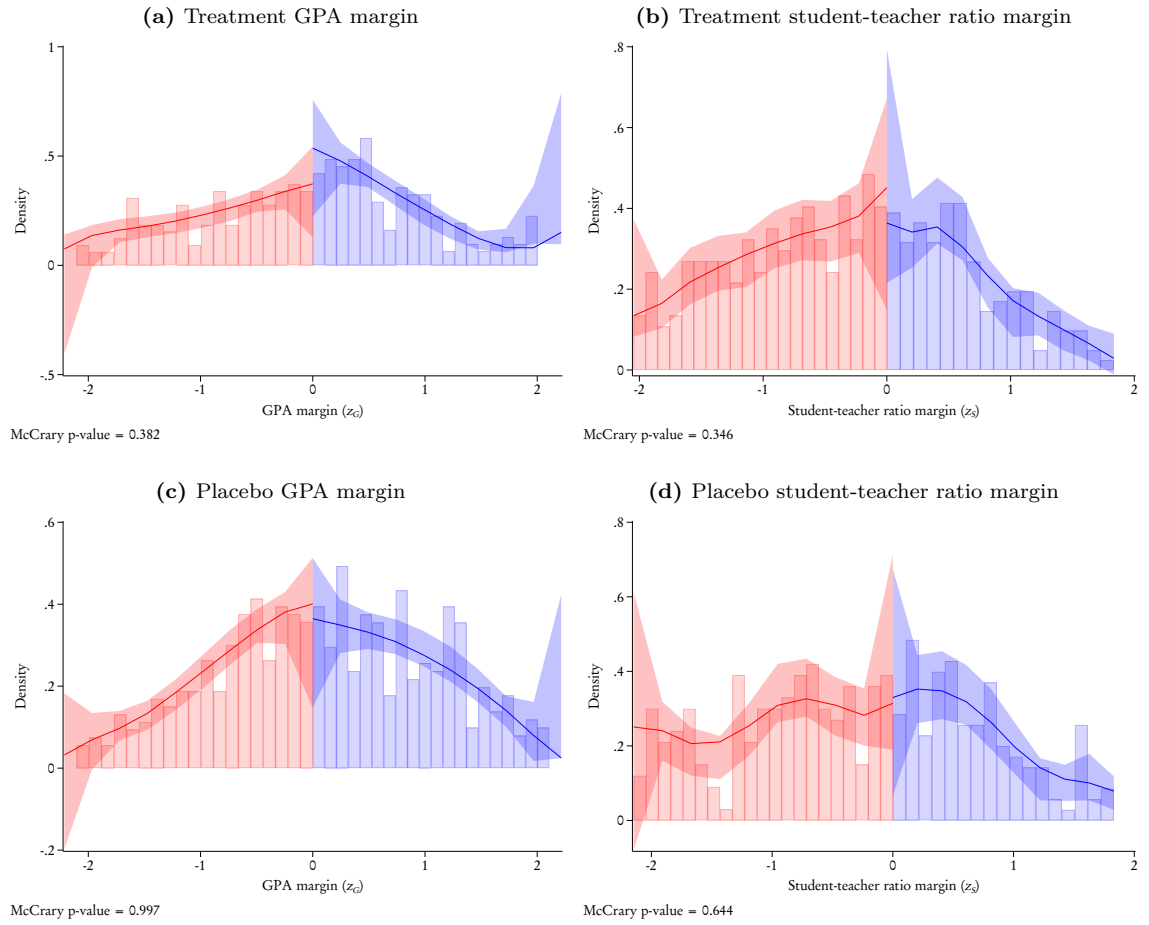 (a) Treatment GPA margin
1
.5
0
-.5
Density
-2 -1 0 1 2
GPA margin (zG)
McCrary p-value = 0.382
(b) Treatment student-teacher ratio margin
.8
.6
.4
.2
0
Density
-2 -1 0 1 2
Student-teacher ratio margin (zS)
McCrary p-value = 0.346
(c) Placebo GPA margin
.6
.4
.2
0
-.2
Density
-2 -1 0 1 2
GPA margin (zG)
McCrary p-value = 0.997
(d) Placebo student-teacher ratio margin
.8
.6
.4
.2
0
Density
-2 -1 0 1 2
Student-teacher ratio margin (zS)
McCrary p-value = 0.644